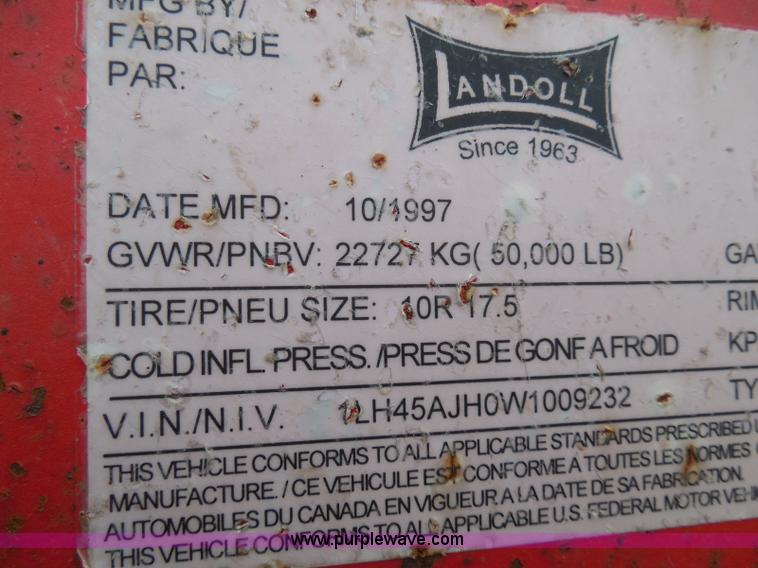 MFG BY/
FABRIQUE
PAR:
LANDOLL
Since 1963
DATE MFD: 10/1997
GVWR/PNBV: 22727 KG( 50,000 LB) GA
TIRE/PNEU SIZE: 10R 17.5 RIM
COLD INFL. PRESS. /PRESS DE GONF A FROID KP
V.I.N./N.I.V. 1LH45AJH0W1009232 TY
THIS VEHICLE CONFORMS TO ALL APPLICABLE STANDARDS PRESCRIBED
MANUFACTURE. / CE VEHICULE EST CONFORME A TOUTES LES NORMES
AUTOMOBILES DU CANADA EN VIGUEUR A LA DATE DE SA FABRICATION.
THIS VEHICLE CONFORMS TO ALL APPLICABLE U.S. FEDERAL MOTOR VEHI
www.purplewave.com